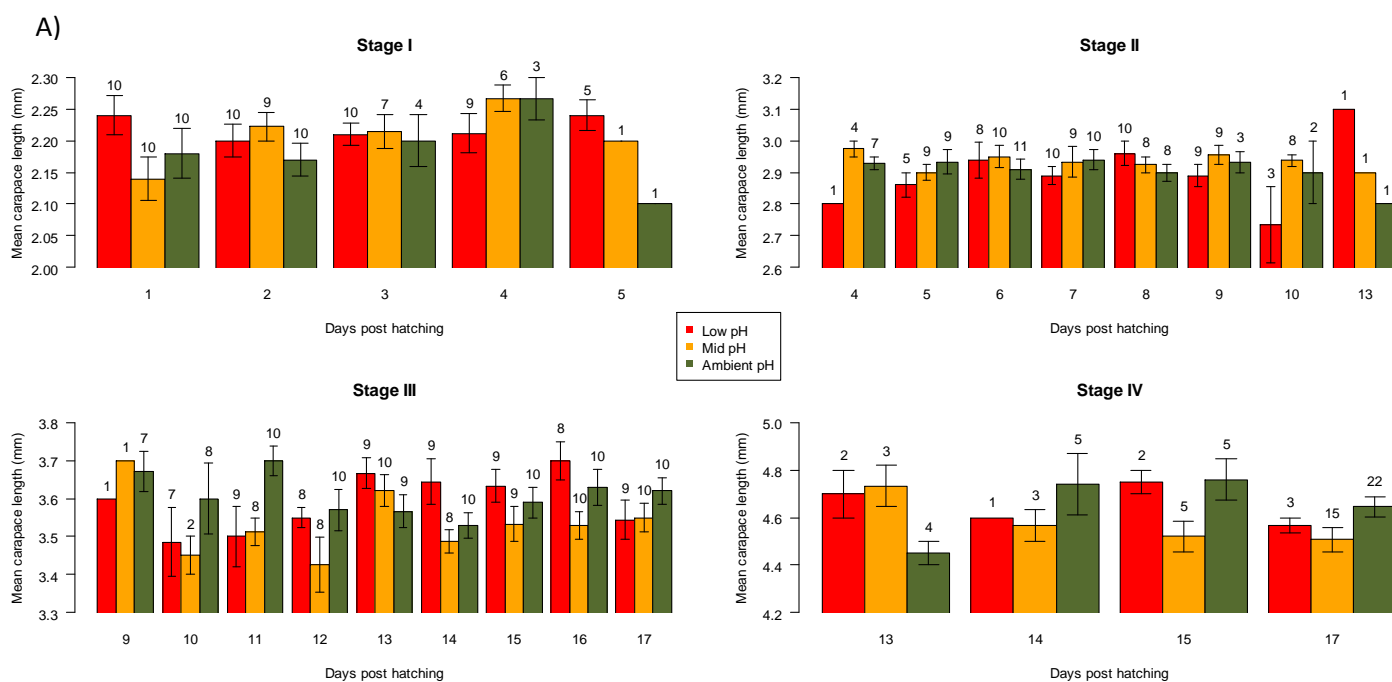 A)
Stage I
Mean carapace length (mm)
2.30
2.25
2.20
2.15
2.10
2.05
2.00
10 10 10 10 9 10 10 7 4 9 6 3 5 1 1
1 2 3 4 5
Days post hatching
Stage II
Mean carapace length (mm)
3.2
3.1
3.0
2.9
2.8
2.7
2.6
1 4 7 5 9 9 8 10 11 10 9 10 10 8 8 9 9 3 3 8 2 1 1 1
4 5 6 7 8 9 10 13
Days post hatching
Low pH
Mid pH
Ambient pH
Stage III
Mean carapace length (mm)
3.8
3.7
3.6
3.5
3.4
3.3
1 1 7 7 2 8 9 8 10 8 8 10 9 10 9 9 8 10 9 9 10 8 10 10 9 10 10
9 10 11 12 13 14 15 16 17
Days post hatching
Stage IV
Mean carapace length (mm)
5.0
4.8
4.6
4.4
4.2
2 3 4 1 3 5 2 5 5 3 15 22
13 14 15 17
Days post hatching